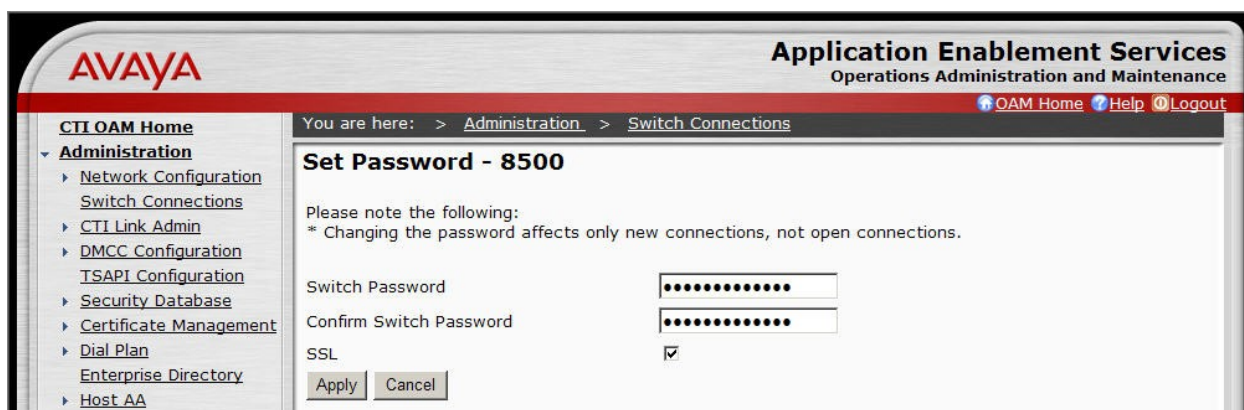 AVAYA
Application Enablement Services
Operations Administration and Maintenance
OAM Home ?Help Logout
CTI OAM Home
You are here: > Administration > Switch Connections
Administration
Network Configuration
Switch Connections
CTI Link Admin
DMCC Configuration
TSAPI Configuration
Security Database
Certificate Management
Dial Plan
Enterprise Directory
Host AA
Set Password - 8500
Please note the following:
* Changing the password affects only new connections, not open connections.
Switch Password •••••••••••••
Confirm Switch Password •••••••••••••
SSL
Apply Cancel